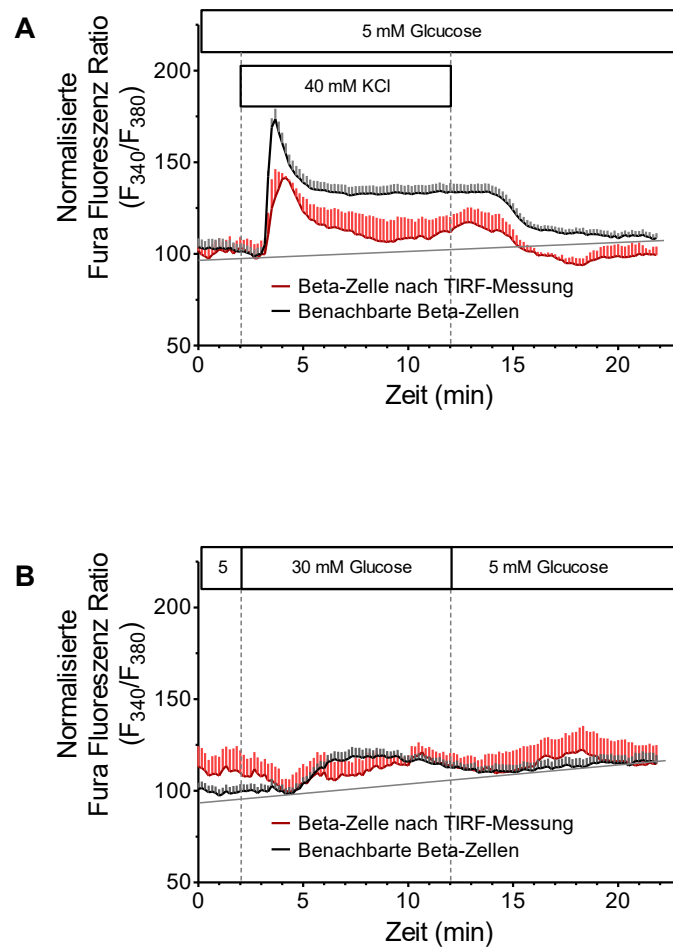 A
5 mM Glcucose
40 mM KCl
Normalisierte
Fura Fluoreszenz Ratio
(F340/F380)
200
150
100
50
Beta-Zelle nach TIRF-Messung
Benachbarte Beta-Zellen
0 5 10 15 20
Zeit (min)
B
5 30 mM Glucose 5 mM Glcucose
Normalisierte
Fura Fluoreszenz Ratio
(F340/F380)
200
150
100
50
Beta-Zelle nach TIRF-Messung
Benachbarte Beta-Zellen
0 5 10 15 20
Zeit (min)